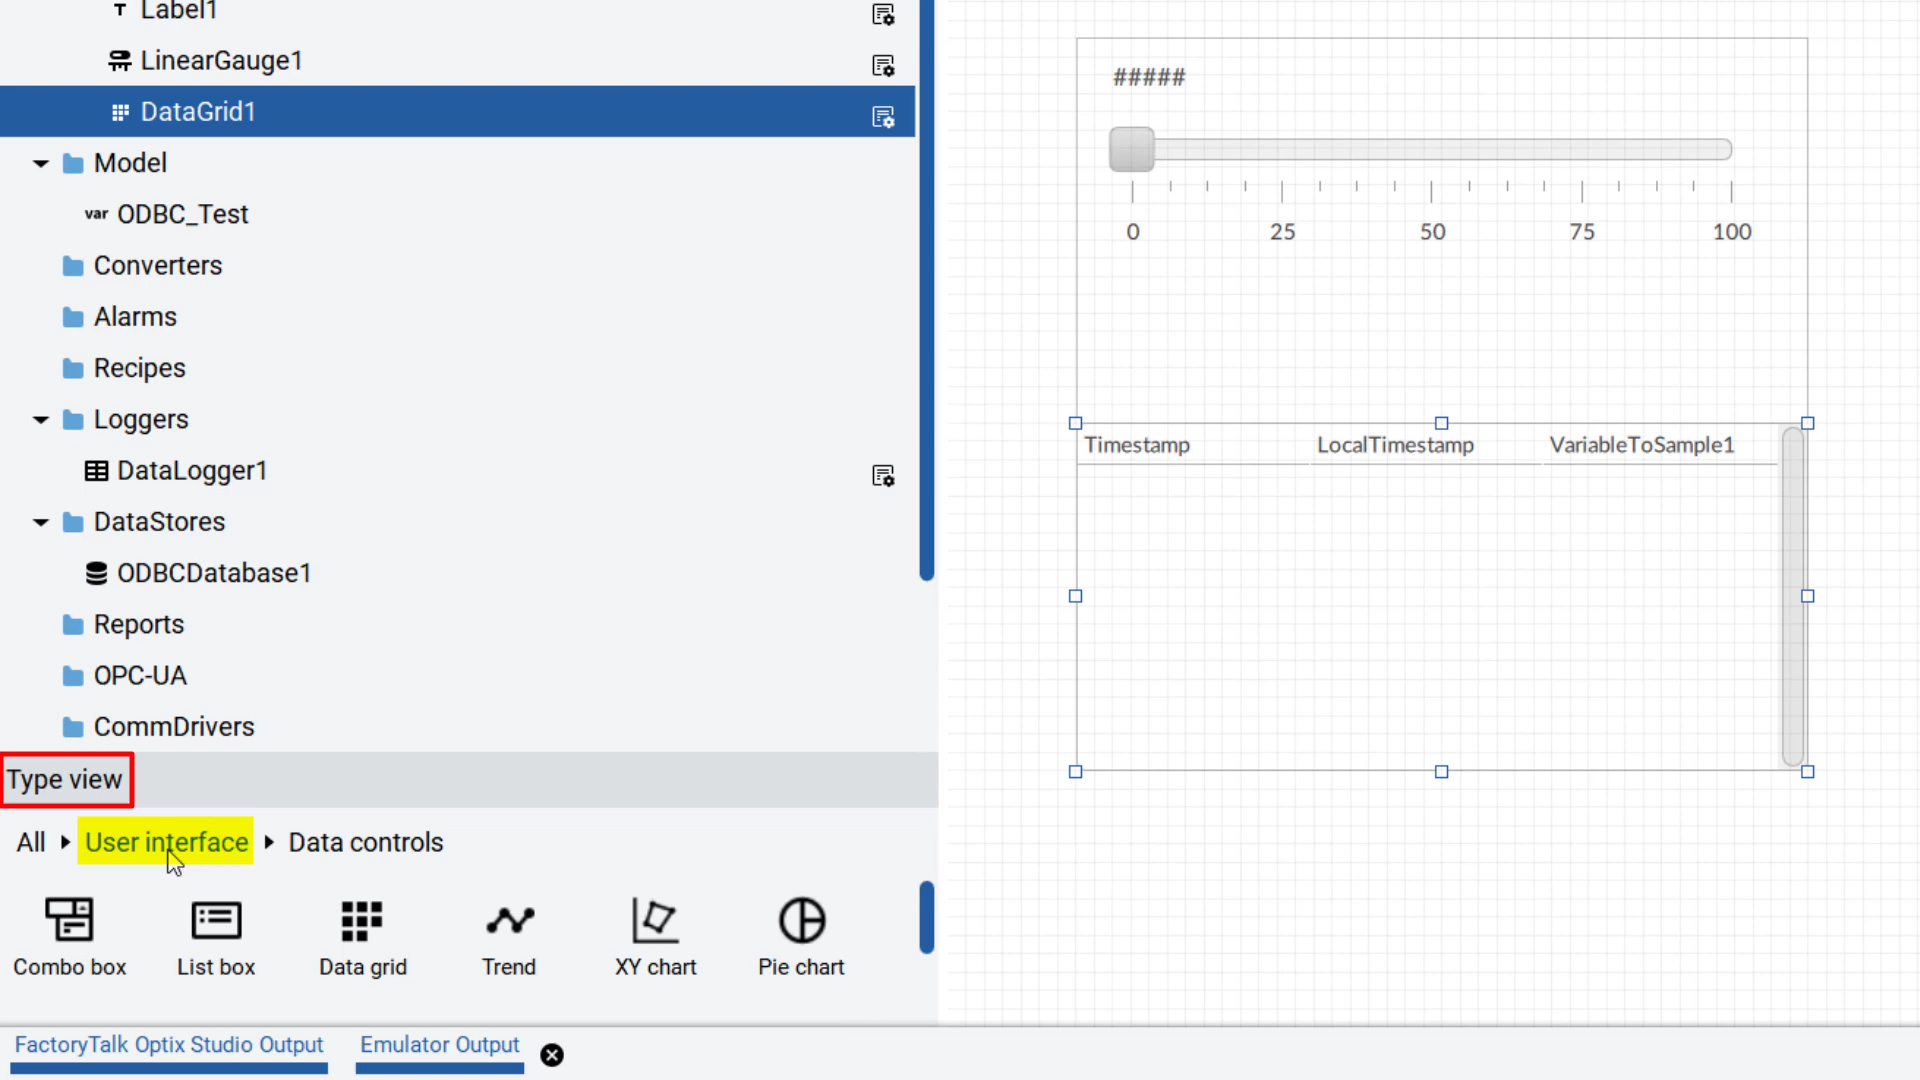 Label1
LinearGauge1
DataGrid1
Model
var ODBC_Test
Converters
Alarms
Recipes
Loggers
DataLogger1
DataStores
ODBCDatabase1
Reports
OPC-UA
CommDrivers
Type view
All User interface Data controls
Combo box List box Data grid Trend XY chart Pie chart
FactoryTalk Optix Studio Output Emulator Output
#####
0 25 50 75 100
Timestamp LocalTimestamp VariableToSample1